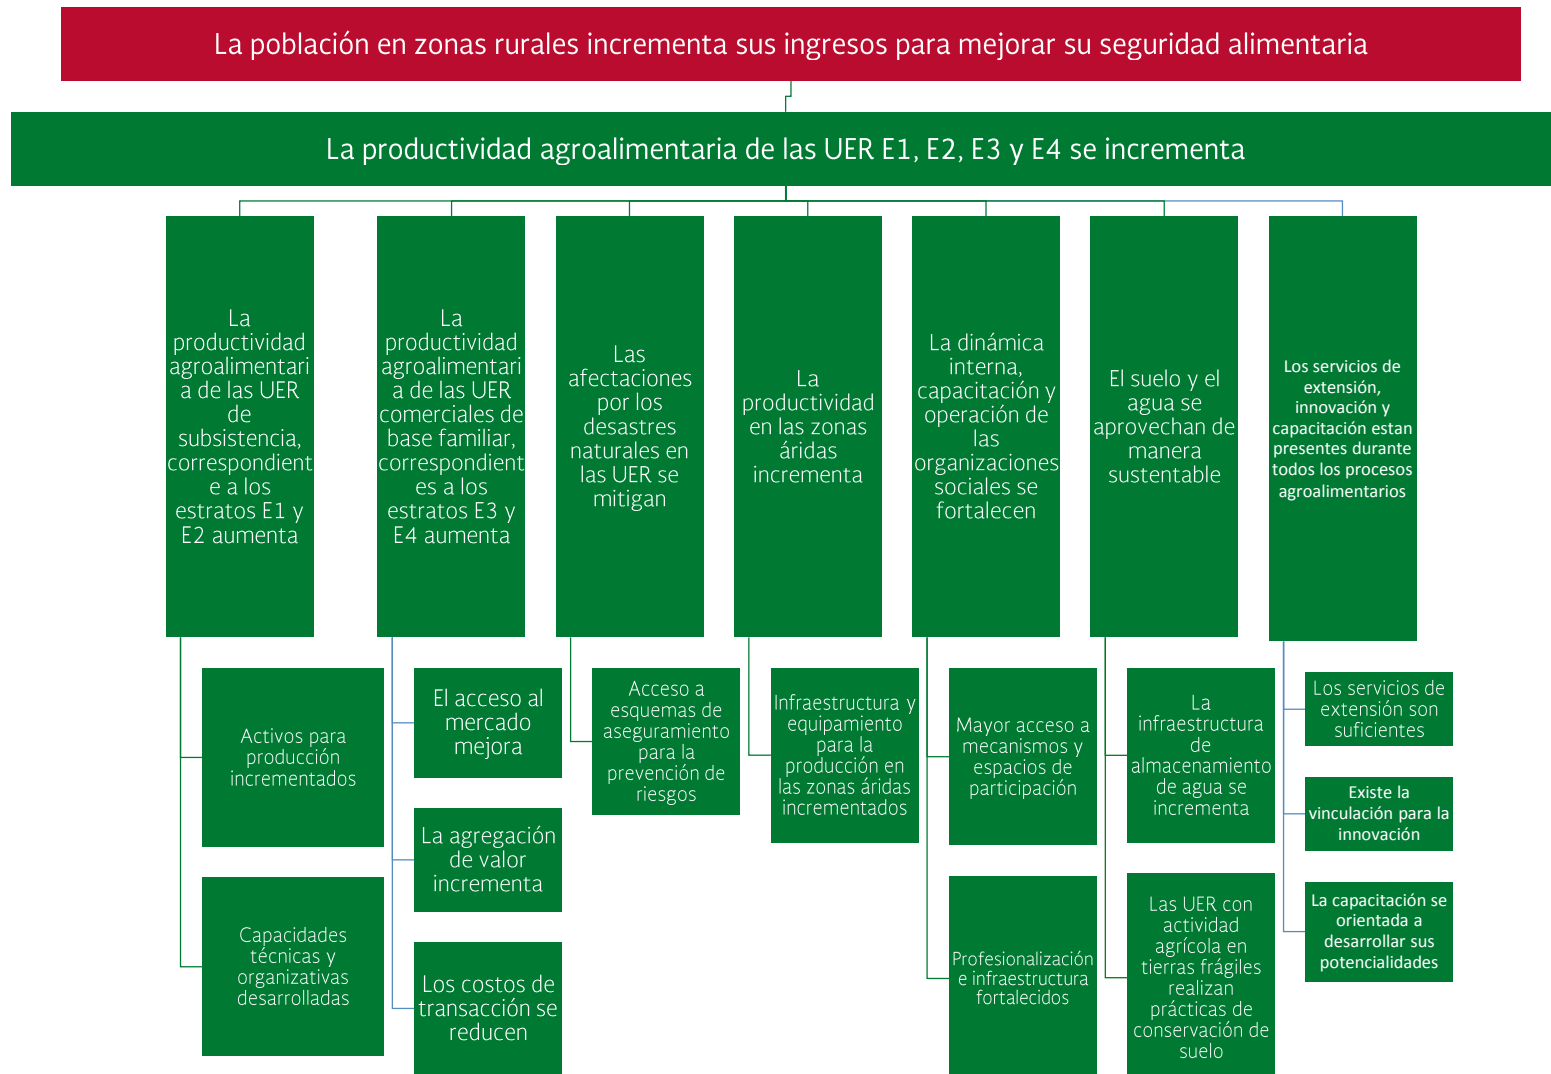 La población en zonas rurales incrementa sus ingresos para mejorar su seguridad alimentaria
La productividad agroalimentaria de las UER E1, E2, E3 y E4 se incrementa
La
productividad
agroalimentari
a de las UER
de
subsistencia,
correspondient
e a los
estratos E1 y
E2 aumenta
Activos para
producción
incrementados
Capacidades
técnicas y
organizativas
desarrolladas
La
productividad
agroalimentari
a de las UER
comerciales de
base familiar,
correspondient
es a los
estratos E3 y
E4 aumenta
El acceso al
mercado
mejora
La agregación
de valor
incrementa
Los costos de
transacción se
reducen
Las
afectaciones
por los
desastres
naturales en
las UER se
mitigan
Acceso a
esquemas de
aseguramiento
para la
prevención de
riesgos
La
productividad
en las zonas
áridas
incrementa
Infraestructura y
equipamiento
para la
producción en
las zonas áridas
incrementados
La dinámica
interna,
capacitación y
operación de
las
organizaciones
sociales se
fortalecen
Mayor acceso a
mecanismos y
espacios de
participación
Profesionalización
e infraestructura
fortalecidos
El suelo y el
agua se
aprovechan de
manera
sustentable
La
infraestructura
de
almacenamiento
de agua se
incrementa
Las UER con
actividad
agrícola en
tierras frágiles
realizan
prácticas de
conservación de
suelo
Los servicios de
extensión,
innovación y
capacitación estan
presentes durante
todos los procesos
agroalimentarios
Los servicios de
extensión son
suficientes
Existe la
vinculación para la
innovación
La capacitación se
orientada a
desarrollar sus
potencialidades